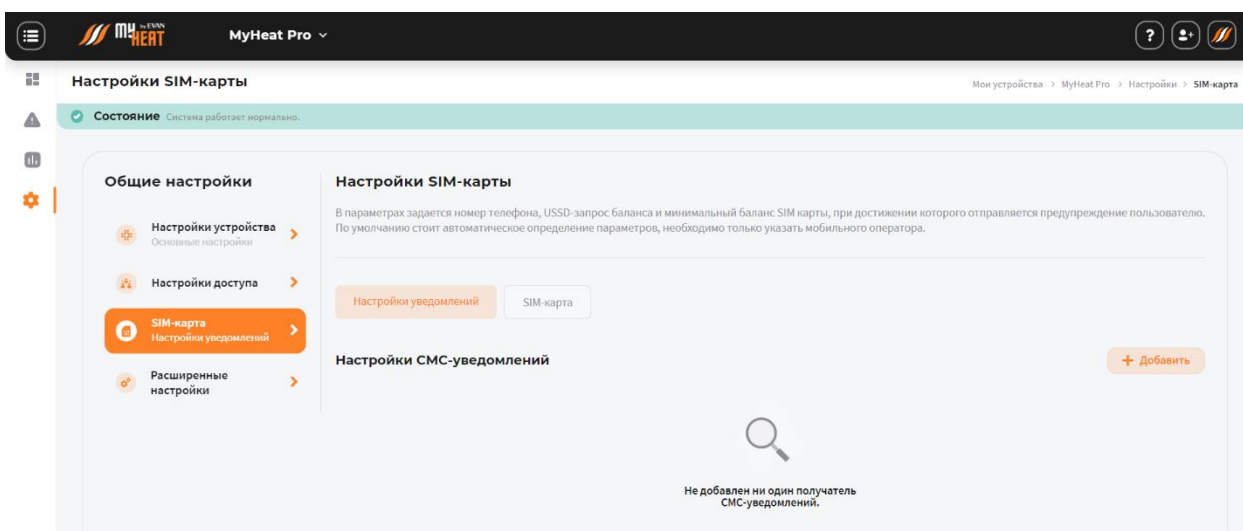 MYHEAT by EVAN
MyHeat Pro
?
Настройки SIM-карты
Мои устройства > MyHeat Pro > Настройки > SIM-карта
Состояние Система работает нормально.
Общие настройки
Настройки устройства
Основные настройки
Настройки доступа
SIM-карта
Настройки уведомлений
Расширенные
настройки
Настройки SIM-карты
В параметрах задается номер телефона, USSD-запрос баланса и минимальный баланс SIM карты, при достижении которого отправляется предупреждение пользователю.
По умолчанию стоит автоматическое определение параметров, необходимо только указать мобильного оператора.
Настройки уведомлений
SIM-карта
Настройки СМС-уведомлений
+ Добавить
Не добавлен ни один получатель
СМС-уведомлений.